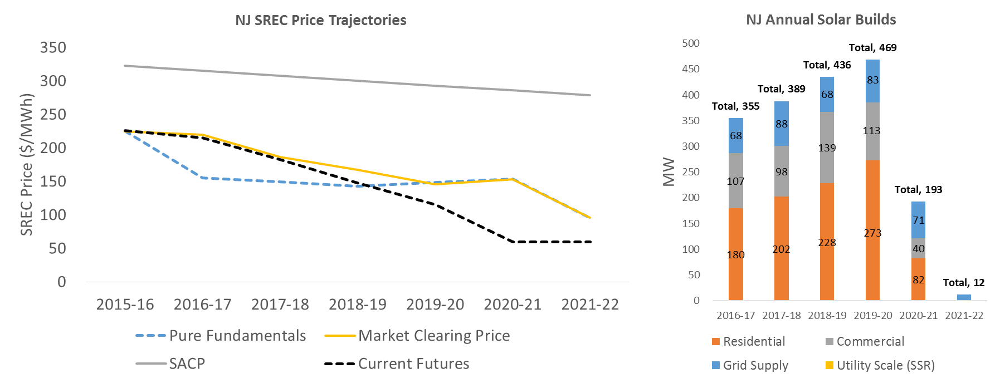 NJ SREC Price Trajectories
SREC Price ($/MWh)
350
300
250
200
150
100
50
0
2015-16 2016-17 2017-18 2018-19 2019-20 2020-21 2021-22
Pure Fundamentals Market Clearing Price
SACP Current Futures
NJ Annual Solar Builds
MW
500
450
400
350
300
250
200
150
100
50
0
Total, 355
68
107
180
Total, 389
88
98
202
Total, 436
68
139
228
Total, 469
83
113
273
Total, 193
71
40
82
Total, 12
2016-17 2017-18 2018-19 2019-20 2020-21 2021-22
Residential Commercial
Grid Supply Utility Scale (SSR)